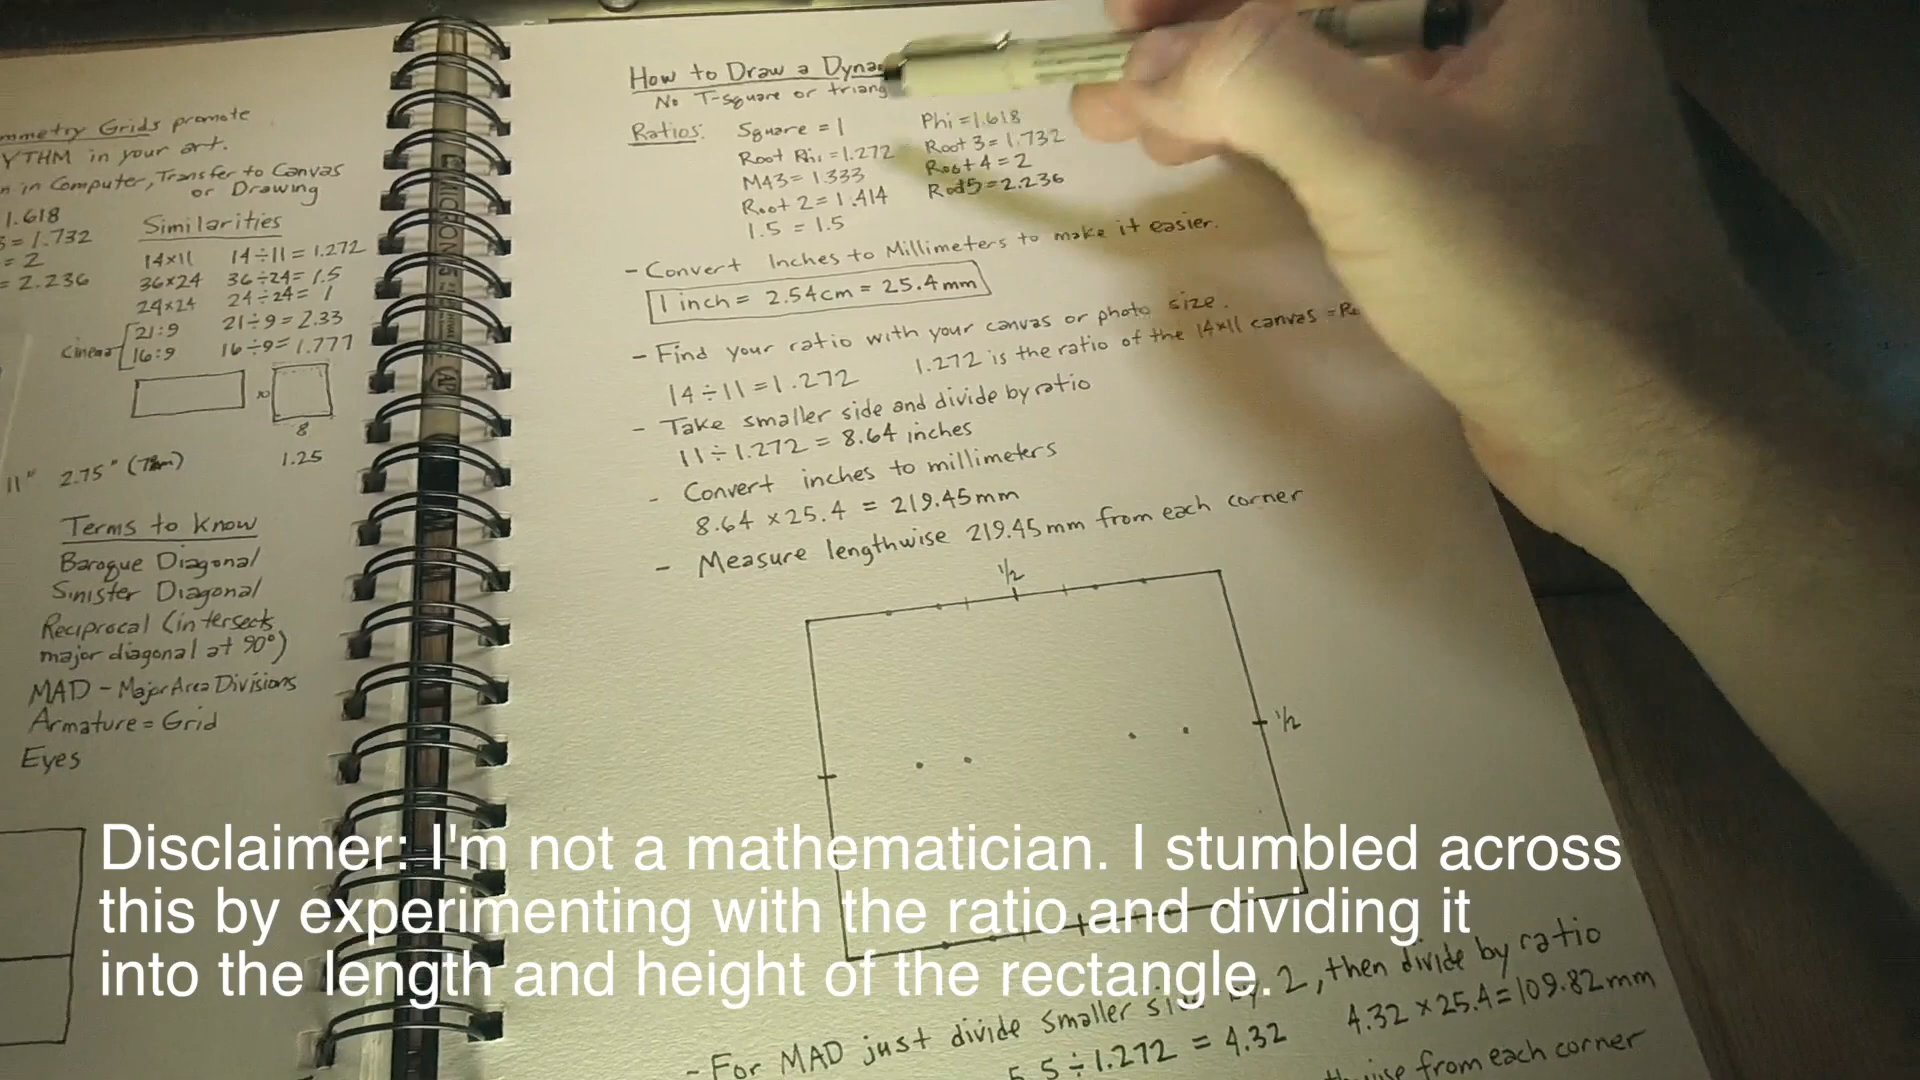 mmetry Grids promote
YTHM in your art.
n in Computer, Transfer to Canvas
or Drawing
1.618
= 1.732
= 2
= 2.236
Similarities
14x11 14÷11 = 1.272
36x24 36÷24 = 1.5
24x24 24÷24 = 1
21:9 21÷9 = 2.33
16:9 16÷9 = 1.777
10
8
11" 2.75"
1.25
Terms to know
Baroque Diagonal
Sinister Diagonal
Reciprocal (intersects
major diagonal at 90°)
MAD - Major Area Divisions
Armature = Grid
Eyes
MICRON
How to Draw a Dyna
No T-Square or triang
Ratios: Square = 1
Root Phi = 1.272
M43 = 1.333
Root 2 = 1.414
1.5 = 1.5
Phi = 1.618
Root 3 = 1.732
Root 4 = 2
Root 5 = 2.236
- Convert Inches to Millimeters to make it easier.
1 inch = 2.54cm = 25.4mm
- Find your ratio with your canvas or photo size.
14÷11 = 1.272 1.272 is the ratio of the 14x11 canvas = R
- Take smaller side and divide by ratio
11÷1.272 = 8.64 inches
- Convert inches to millimeters
8.64 x 25.4 = 219.45mm
- Measure lengthwise 219.45mm from each corner
1/2
1/2
Disclaimer: I'm not a mathematician. I stumbled across
this by experimenting with the ratio and dividing it
into the length and height of the rectangle.
- For MAD just divide smaller side by 2, then divide by ratio
5.5÷1.272 = 4.32 4.32 x 25.4 = 109.82mm
from each corner